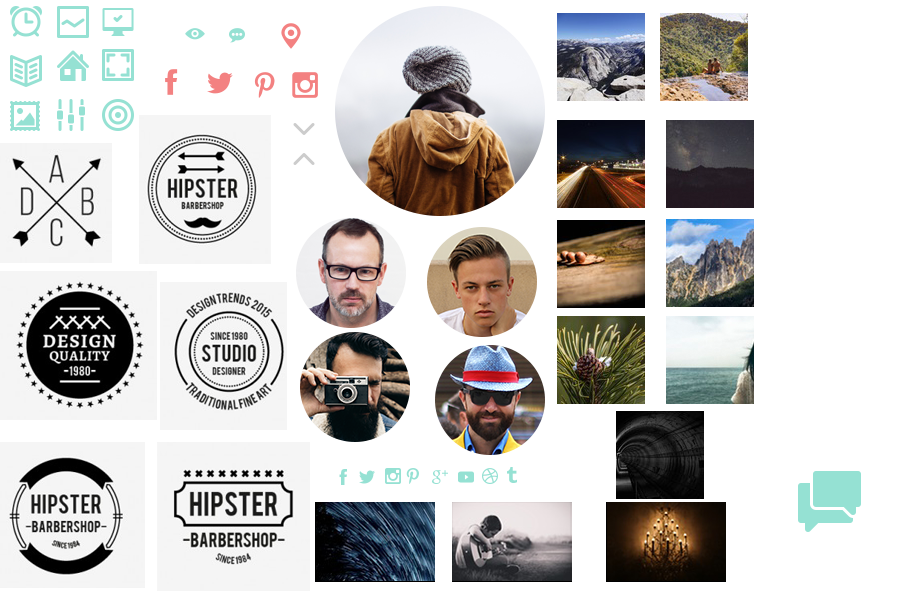 A
D B
C
HIPSTER
BARBERSHOP
DESIGN
QUALITY
-1980-
DESIGN TRENDS 2015
SINCE 1980
STUDIO
DESIGNER
TRADITIONAL FINE ART
HIPSTER
-BARBERSHOP-
SINCE 1984
HIPSTER
-BARBERSHOP-
SINCE 1984